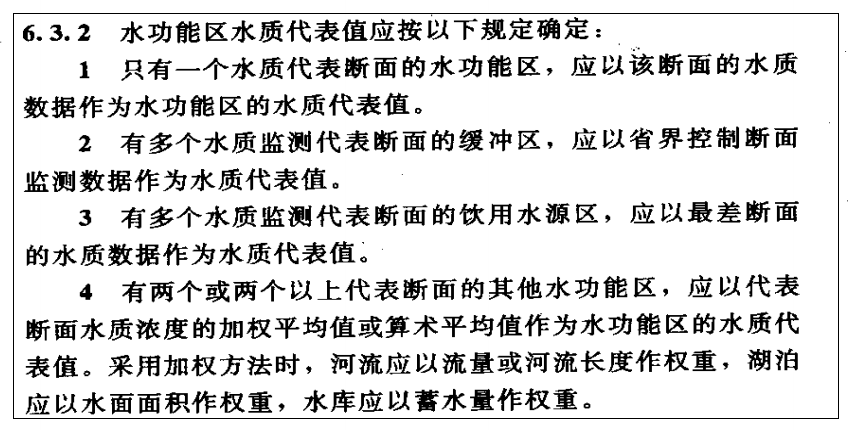 6.3.2 水功能区水质代表值应按以下规定确定：
1 只有一个水质代表断面的水功能区，应以该断面的水质
数据作为水功能区的水质代表值。
2 有多个水质监测代表断面的缓冲区，应以省界控制断面
监测数据作为水质代表值。
3 有多个水质监测代表断面的饮用水源区，应以最差断面
的水质数据作为水质代表值。
4 有两个或两个以上代表断面的其他水功能区，应以代表
断面水质浓度的加权平均值或算术平均值作为水功能区的水质代
表值。采用加权方法时，河流应以流量或河流长度作权重，湖泊
应以水面面积作权重，水库应以蓄水量作权重。